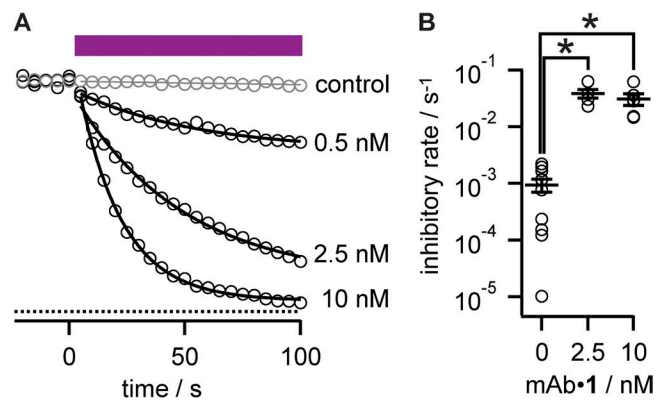 A
control
0.5 nM
2.5 nM
10 nM
0 50 100
time / s
B
* *
inhibitory rate / s⁻¹
10⁻¹
10⁻²
10⁻³
10⁻⁴
10⁻⁵
0 2.5 10
mAb•1 / nM